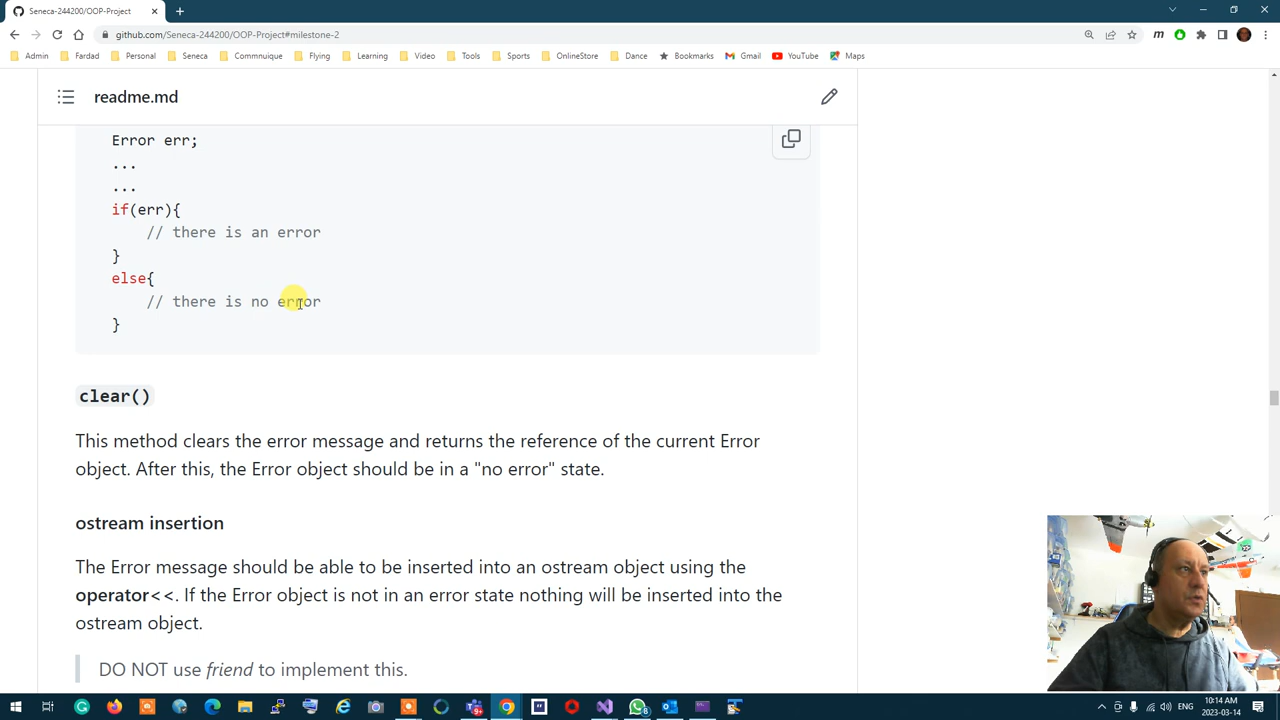 Seneca-244200/OOP-Project
github.com/Seneca-244200/OOP-Project#milestone-2
Admin Fardad Personal Seneca Commnuique Flying Learning Video Tools Sports OnlineStore Dance Bookmarks Gmail YouTube Maps
readme.md
Error err;
...
...
if(err){
// there is an error
}
else{
// there is no error
}
clear()
This method clears the error message and returns the reference of the current Error
object. After this, the Error object should be in a "no error" state.
ostream insertion
The Error message should be able to be inserted into an ostream object using the
operator<<. If the Error object is not in an error state nothing will be inserted into the
ostream object.
DO NOT use friend to implement this.
10:14 AM
2023-03-14